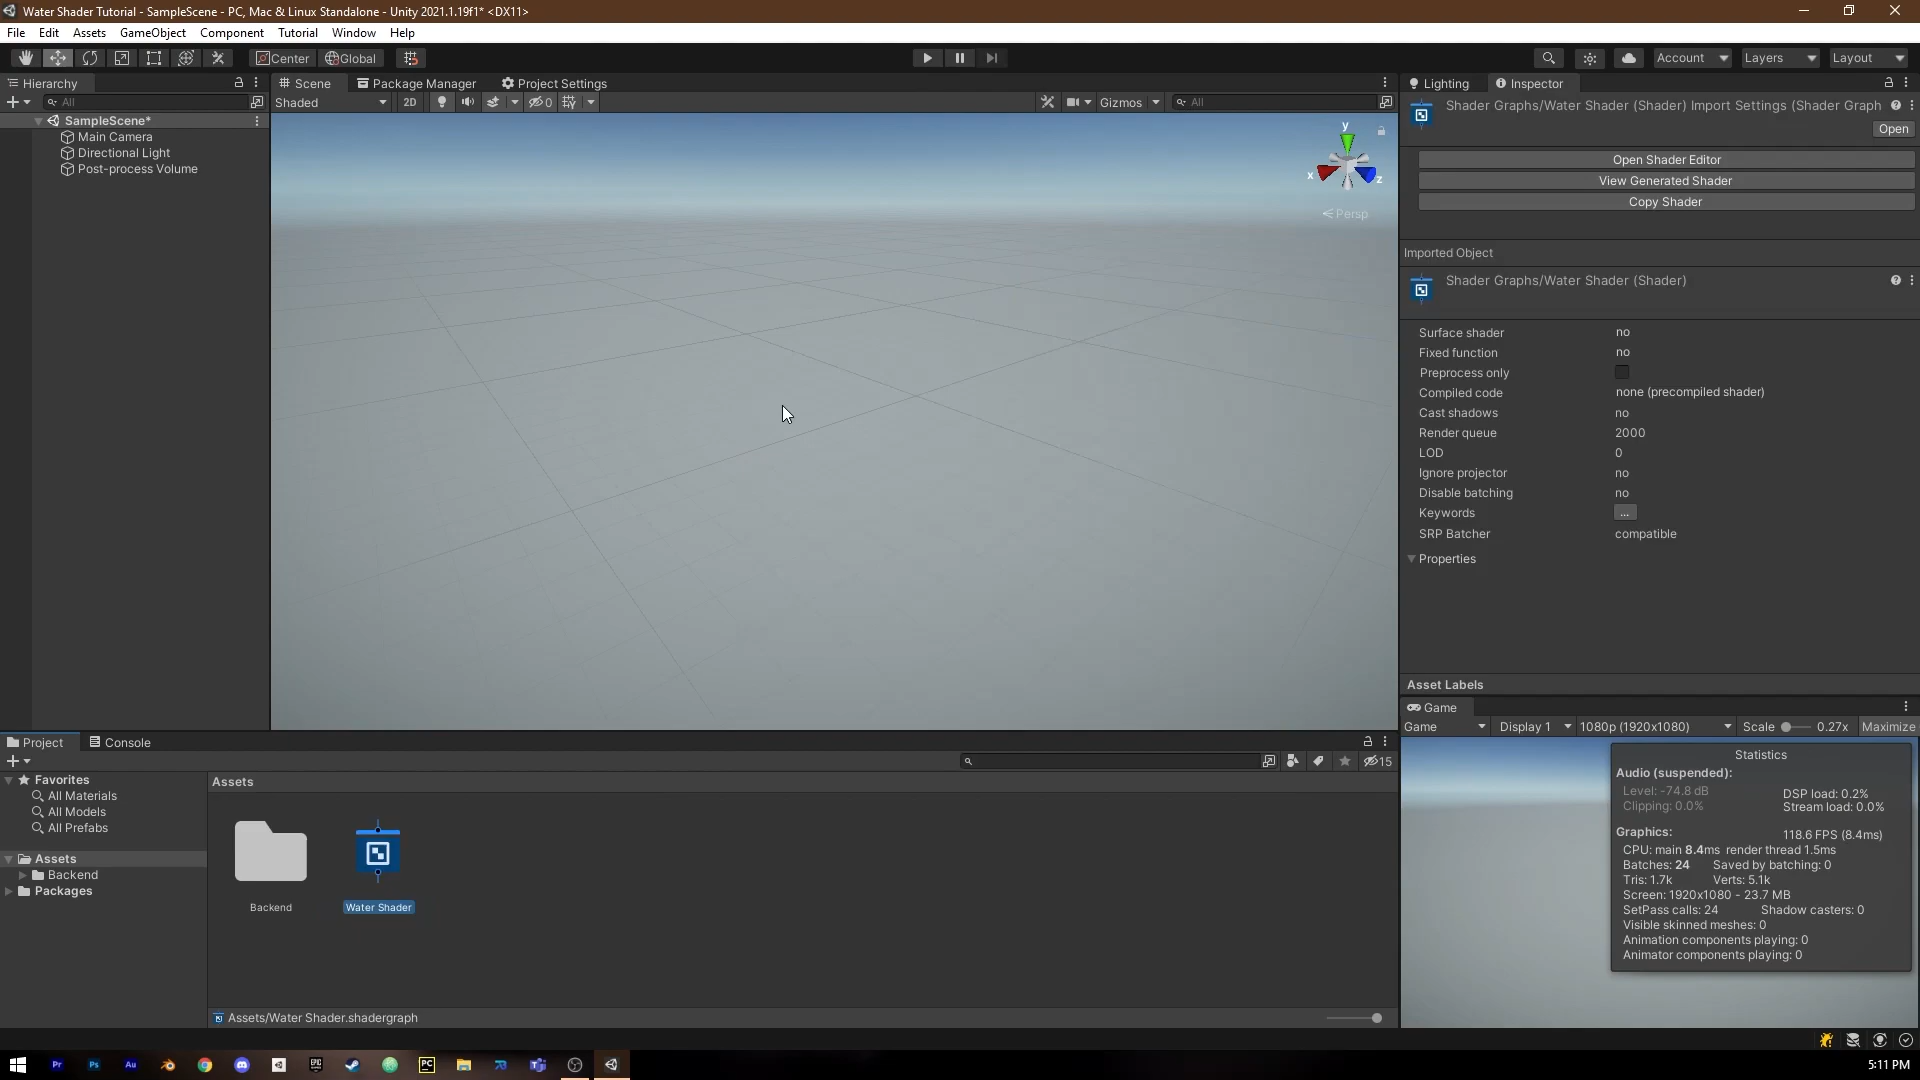 Water Shader Tutorial - SampleScene - PC, Mac & Linux Standalone - Unity 2021.1.19f1* <DX11>
File Edit Assets GameObject Component Tutorial Window Help
Center Global
Account Layers Layout
Hierarchy
All
SampleScene*
Main Camera
Directional Light
Post-process Volume
Scene Package Manager Project Settings
Shaded 2D 0 Gizmos All
y
x z
Persp
Lighting Inspector
Shader Graphs/Water Shader (Shader) Import Settings (Shader Graph
Open
Open Shader Editor
View Generated Shader
Copy Shader
Imported Object
Shader Graphs/Water Shader (Shader)
Surface shader no
Fixed function no
Preprocess only
Compiled code none (precompiled shader)
Cast shadows no
Render queue 2000
LOD 0
Ignore projector no
Disable batching no
Keywords ...
SRP Batcher compatible
Properties
Asset Labels
Game
Game Display 1 1080p (1920x1080) Scale 0.27x Maximize
Statistics
Audio (suspended):
Level: -74.8 dB DSP load: 0.2%
Clipping: 0.0% Stream load: 0.0%
Graphics: 118.6 FPS (8.4ms)
CPU: main 8.4ms render thread 1.5ms
Batches: 24 Saved by batching: 0
Tris: 1.7k Verts: 5.1k
Screen: 1920x1080 - 23.7 MB
SetPass calls: 24 Shadow casters: 0
Visible skinned meshes: 0
Animation components playing: 0
Animator components playing: 0
Project Console
15
Favorites
All Materials
All Models
All Prefabs
Assets
Backend
Packages
Assets
Backend
Water Shader
Assets/Water Shader.shadergraph
Pr Ps Au EPIC GAMES PC
5:11 PM